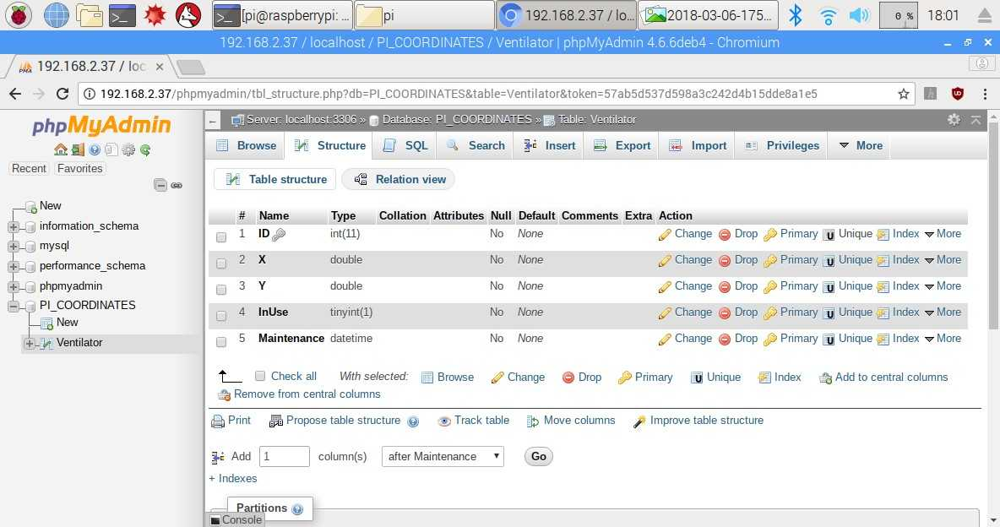 [pi@raspberrypi: ... pi 192.168.2.37 / lo... 2018-03-06-175... 0 % 18:01
192.168.2.37 / localhost / PI_COORDINATES / Ventilator | phpMyAdmin 4.6.6deb4 - Chromium
192.168.2.37 / loc
192.168.2.37/phpmyadmin/tbl_structure.php?db=PI_COORDINATES&table=Ventilator&token=57ab5d537d598a3c242d4b15dde8a1e5
phpMyAdmin
Recent Favorites
New
information_schema
mysql
performance_schema
phpmyadmin
PI_COORDINATES
New
Ventilator
Server: localhost:3306 » Database: PI_COORDINATES » Table: Ventilator
Browse Structure SQL Search Insert Export Import Privileges More
Table structure Relation view
# Name Type Collation Attributes Null Default Comments Extra Action
1 ID int(11) No None Change Drop Primary Unique Index More
2 X double No None Change Drop Primary Unique Index More
3 Y double No None Change Drop Primary Unique Index More
4 InUse tinyint(1) No None Change Drop Primary Unique Index More
5 Maintenance datetime No None Change Drop Primary Unique Index More
Check all With selected: Browse Change Drop Primary Unique Index Add to central columns
Remove from central columns
Print Propose table structure Track table Move columns Improve table structure
Add 1 column(s) after Maintenance Go
+ Indexes
Partitions
Console